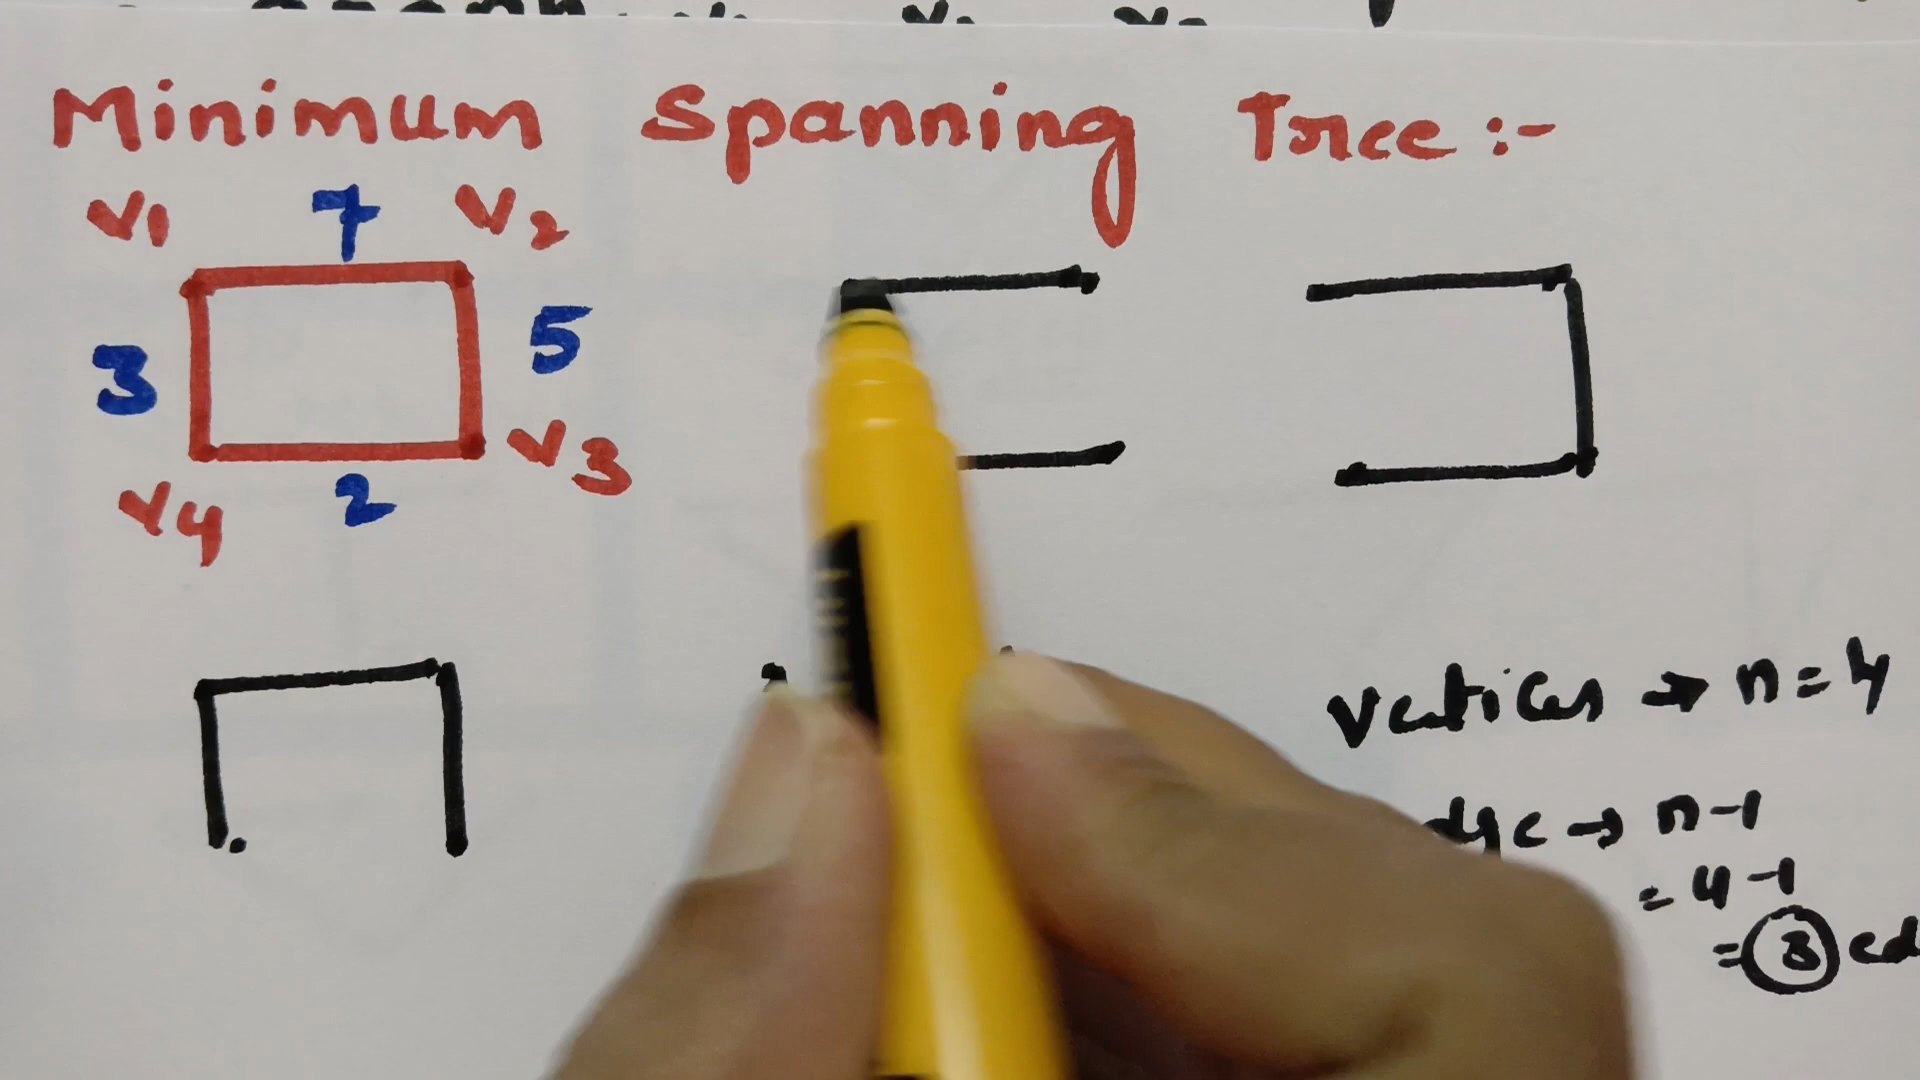 Minimum Spanning Tree :-
V1 7 V2
3 5
V4 2 V3
Vertices → n = 4
→ n-1
= 4-1
= 3